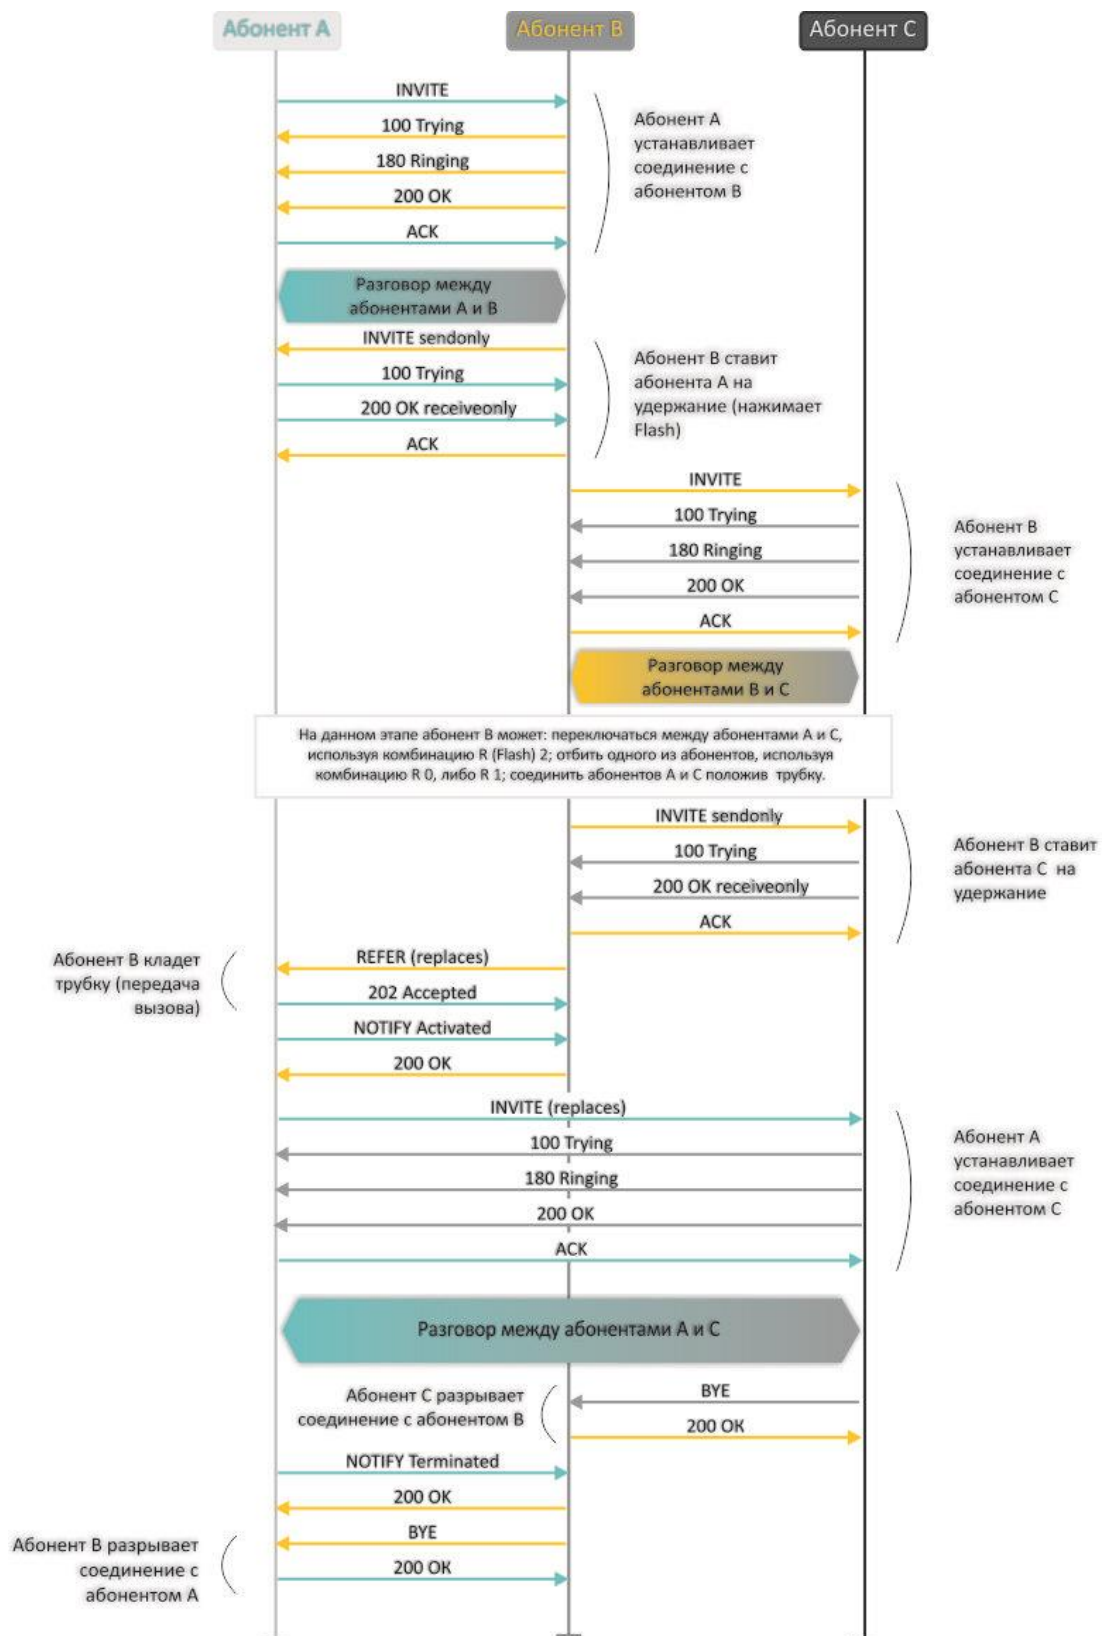 Абонент А
Абонент В
Абонент С
INVITE
100 Trying
180 Ringing
200 OK
ACK
Абонент А
устанавливает
соединение с
абонентом В
Разговор между
абонентами А и В
INVITE sendonly
100 Trying
200 OK receiveonly
ACK
Абонент В ставит
абонента А на
удержание (нажимает
Flash)
INVITE
100 Trying
180 Ringing
200 OK
ACK
Абонент В
устанавливает
соединение с
абонентом С
Разговор между
абонентами В и С
На данном этапе абонент В может: переключаться между абонентами А и С,
используя комбинацию R (Flash) 2; отбить одного из абонентов, используя
комбинацию R 0, либо R 1; соединить абонентов А и С положив трубку.
INVITE sendonly
100 Trying
200 OK receiveonly
ACK
Абонент В ставит
абонента С на
удержание
Абонент В кладет
трубку (передача
вызова)
REFER (replaces)
202 Accepted
NOTIFY Activated
200 OK
INVITE (replaces)
100 Trying
180 Ringing
200 OK
ACK
Абонент А
устанавливает
соединение с
абонентом С
Разговор между абонентами А и С
Абонент С разрывает
соединение с абонентом В
BYE
200 OK
NOTIFY Terminated
200 OK
BYE
200 OK
Абонент В разрывает
соединение с
абонентом А